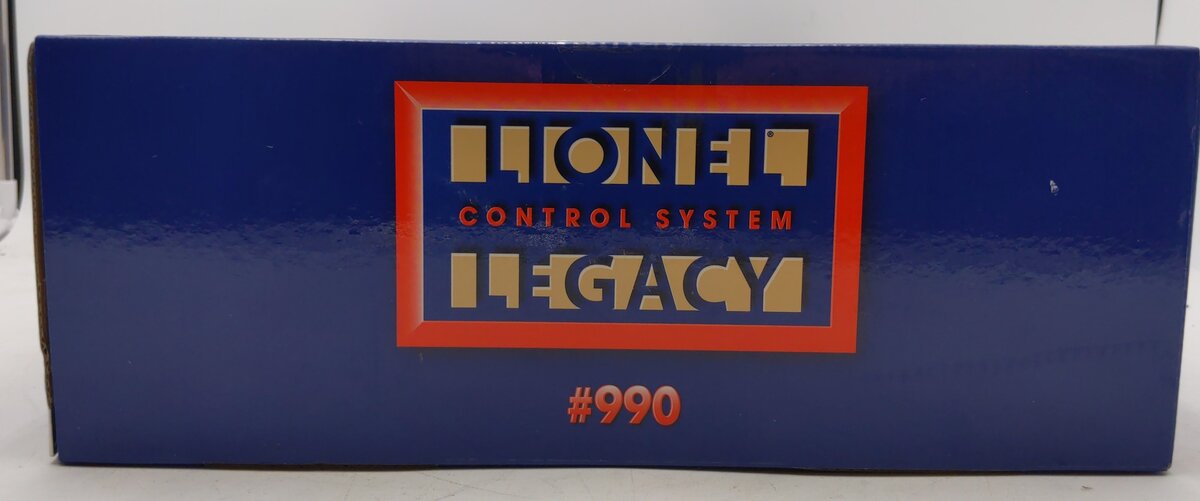 LIONEL®
CONTROL SYSTEM
LEGACY
#990